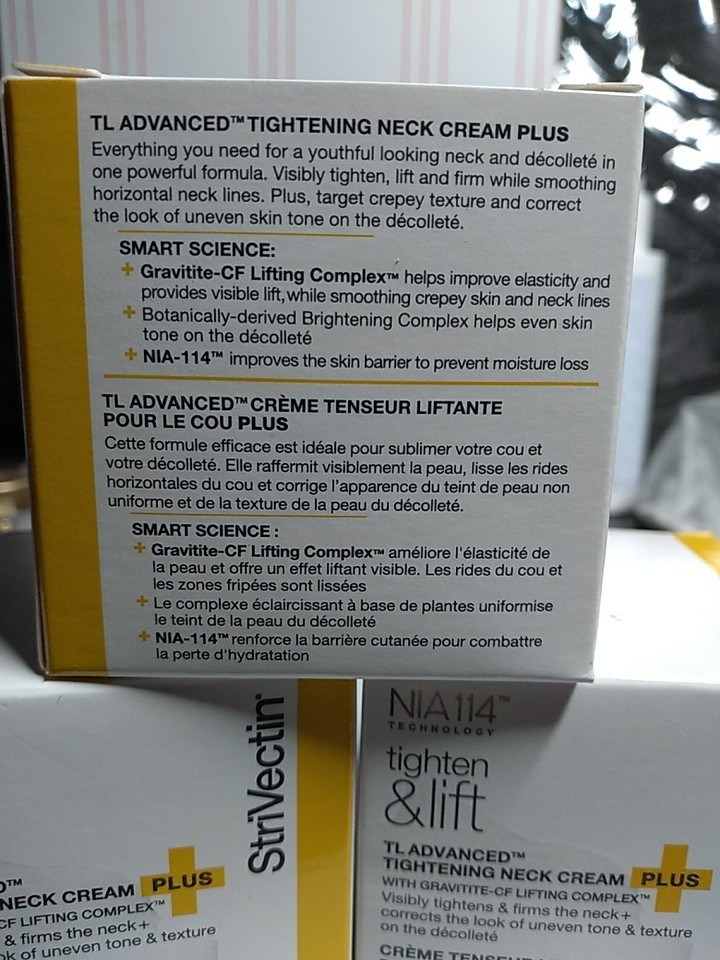 TL ADVANCED™ TIGHTENING NECK CREAM PLUS
Everything you need for a youthful looking neck and décolleté in
one powerful formula. Visibly tighten, lift and firm while smoothing
horizontal neck lines. Plus, target crepey texture and correct
the look of uneven skin tone on the décolleté.
SMART SCIENCE:
+ Gravitite-CF Lifting Complex™ helps improve elasticity and
provides visible lift, while smoothing crepey skin and neck lines
+ Botanically-derived Brightening Complex helps even skin
tone on the décolleté
+ NIA-114™ improves the skin barrier to prevent moisture loss
TL ADVANCED™ CRÈME TENSEUR LIFTANTE
POUR LE COU PLUS
Cette formule efficace est idéale pour sublimer votre cou et
votre décolleté. Elle raffermit visiblement la peau, lisse les rides
horizontales du cou et corrige l'apparence du teint de peau non
uniforme et de la texture de la peau du décolleté.
SMART SCIENCE :
+ Gravitite-CF Lifting Complex™ améliore l'élasticité de
la peau et offre un effet liftant visible. Les rides du cou et
les zones fripées sont lissées
+ Le complexe éclaircissant à base de plantes uniformise
le teint de la peau du décolleté
+ NIA-114™ renforce la barrière cutanée pour combattre
la perte d'hydratation
StriVectin®
™
NECK CREAM PLUS
CF LIFTING COMPLEX™
& firms the neck+
of uneven tone & texture
NIA114™
TECHNOLOGY
tighten
&lift
TL ADVANCED™
TIGHTENING NECK CREAM PLUS
WITH GRAVITITE-CF LIFTING COMPLEX™
Visibly tightens & firms the neck+
corrects the look of uneven tone & texture
on the décolleté
CRÈME TENSEUR